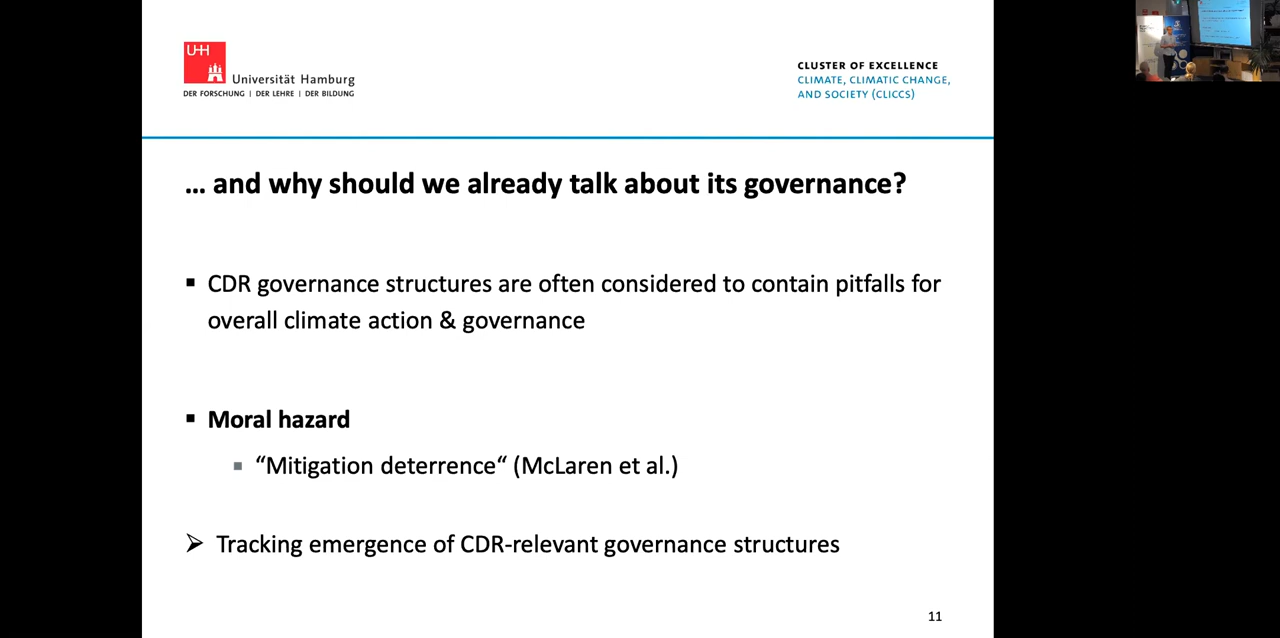 UHH
Universität Hamburg
DER FORSCHUNG | DER LEHRE | DER BILDUNG
CLUSTER OF EXCELLENCE
CLIMATE, CLIMATIC CHANGE,
AND SOCIETY (CLICCS)
… and why should we already talk about its governance?
CDR governance structures are often considered to contain pitfalls for
overall climate action & governance
Moral hazard
“Mitigation deterrence“ (McLaren et al.)
Tracking emergence of CDR-relevant governance structures
11